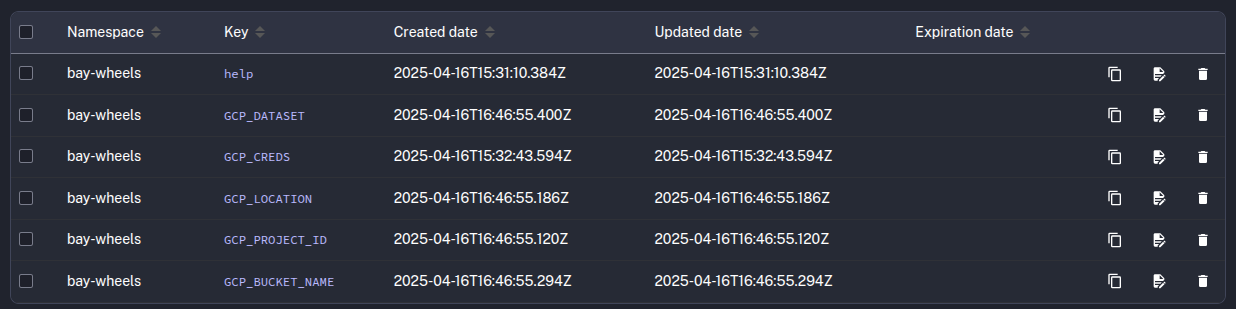 Namespace Key Created date Updated date Expiration date
bay-wheels help 2025-04-16T15:31:10.384Z 2025-04-16T15:31:10.384Z
bay-wheels GCP_DATASET 2025-04-16T16:46:55.400Z 2025-04-16T16:46:55.400Z
bay-wheels GCP_CREDS 2025-04-16T15:32:43.594Z 2025-04-16T15:32:43.594Z
bay-wheels GCP_LOCATION 2025-04-16T16:46:55.186Z 2025-04-16T16:46:55.186Z
bay-wheels GCP_PROJECT_ID 2025-04-16T16:46:55.120Z 2025-04-16T16:46:55.120Z
bay-wheels GCP_BUCKET_NAME 2025-04-16T16:46:55.294Z 2025-04-16T16:46:55.294Z